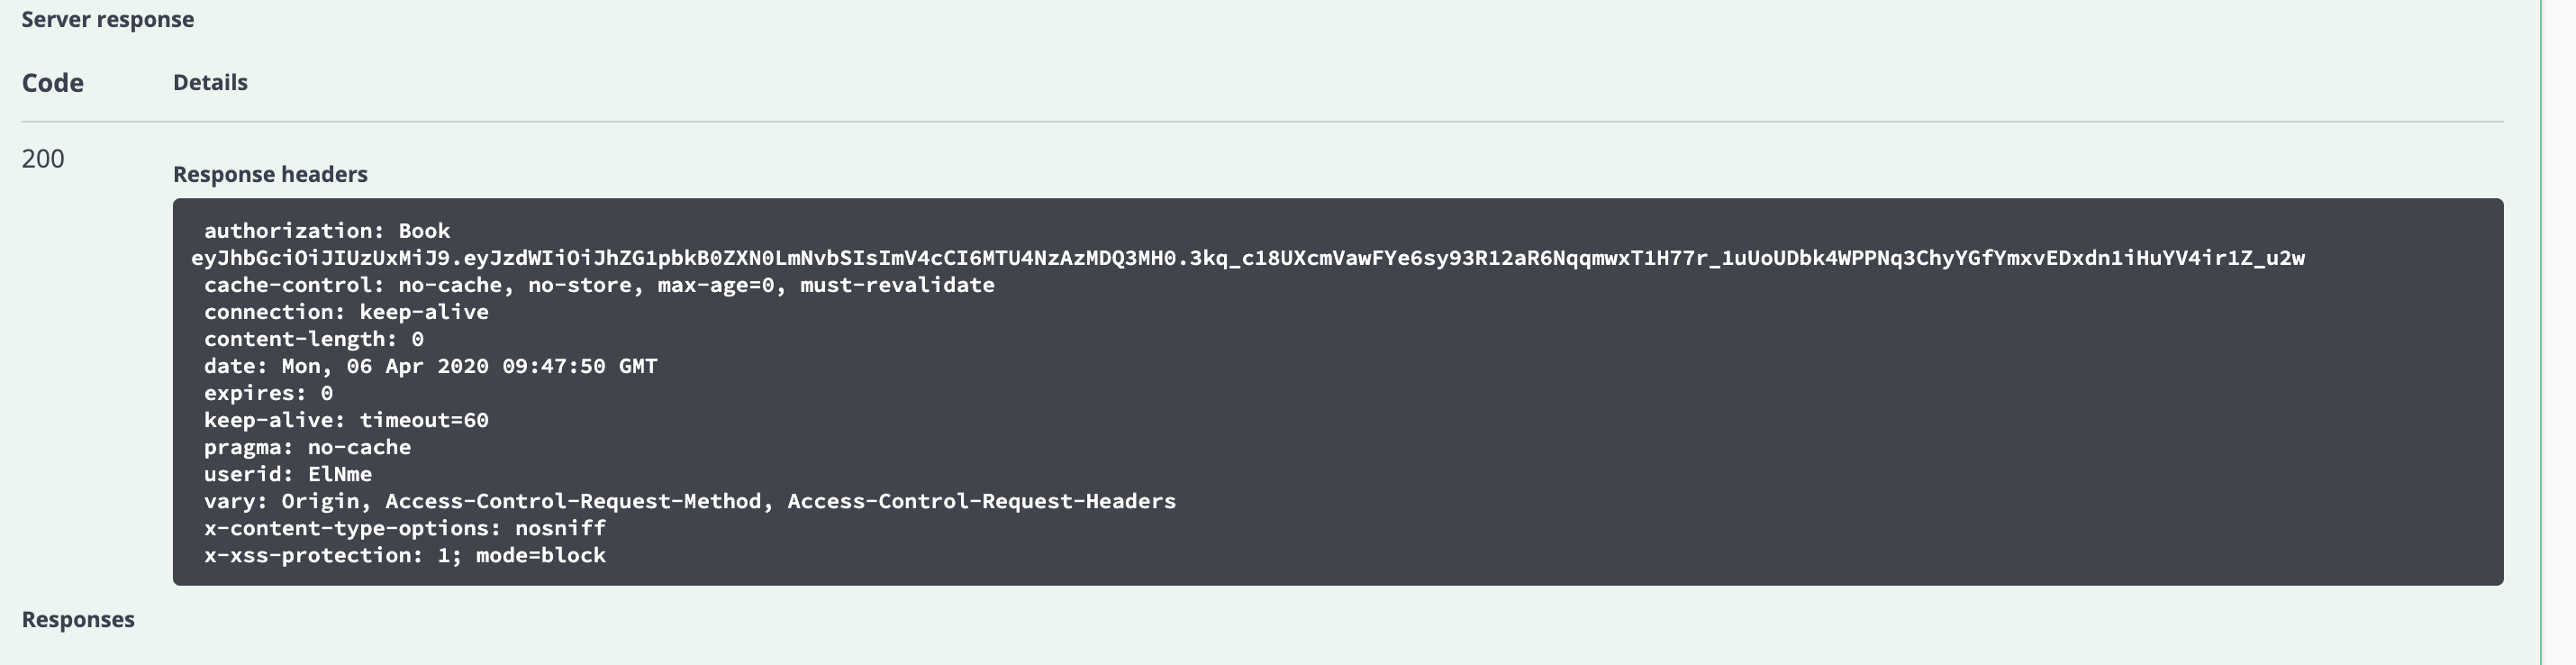 Server response
Code Details
200
Response headers
authorization: Book
eyJhbGciOiJIUzUxMiJ9.eyJzdWIiOiJhZG1pbkB0ZXN0LmNvbSIsImV4cCI6MTU4NzAzMDQ3MH0.3kq_c18UXcmVawFYe6sy93R12aR6NqqmwxT1H77r_1uUoUDbk4WPPNq3ChyYGfYmxvEDxdn1iHuYV4ir1Z_u2w
cache-control: no-cache, no-store, max-age=0, must-revalidate
connection: keep-alive
content-length: 0
date: Mon, 06 Apr 2020 09:47:50 GMT
expires: 0
keep-alive: timeout=60
pragma: no-cache
userid: ElNme
vary: Origin, Access-Control-Request-Method, Access-Control-Request-Headers
x-content-type-options: nosniff
x-xss-protection: 1; mode=block
Responses